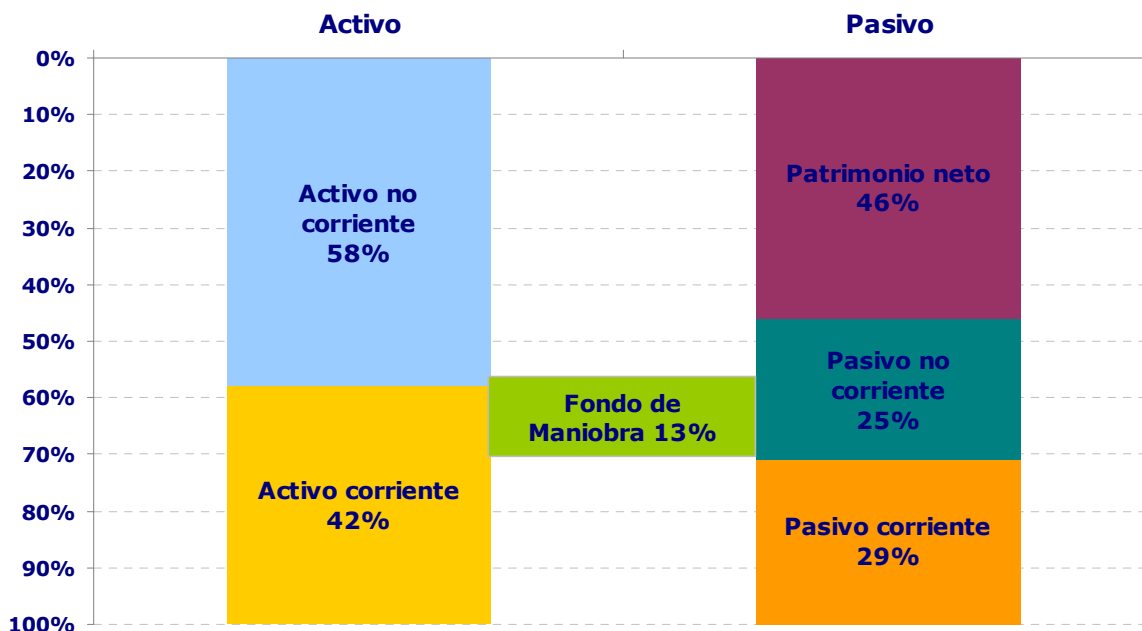 Activo
Pasivo
0%
10%
20%
30%
40%
50%
60%
70%
80%
90%
100%
Activo no
corriente
58%
Activo corriente
42%
Fondo de
Maniobra 13%
Patrimonio neto
46%
Pasivo no
corriente
25%
Pasivo corriente
29%